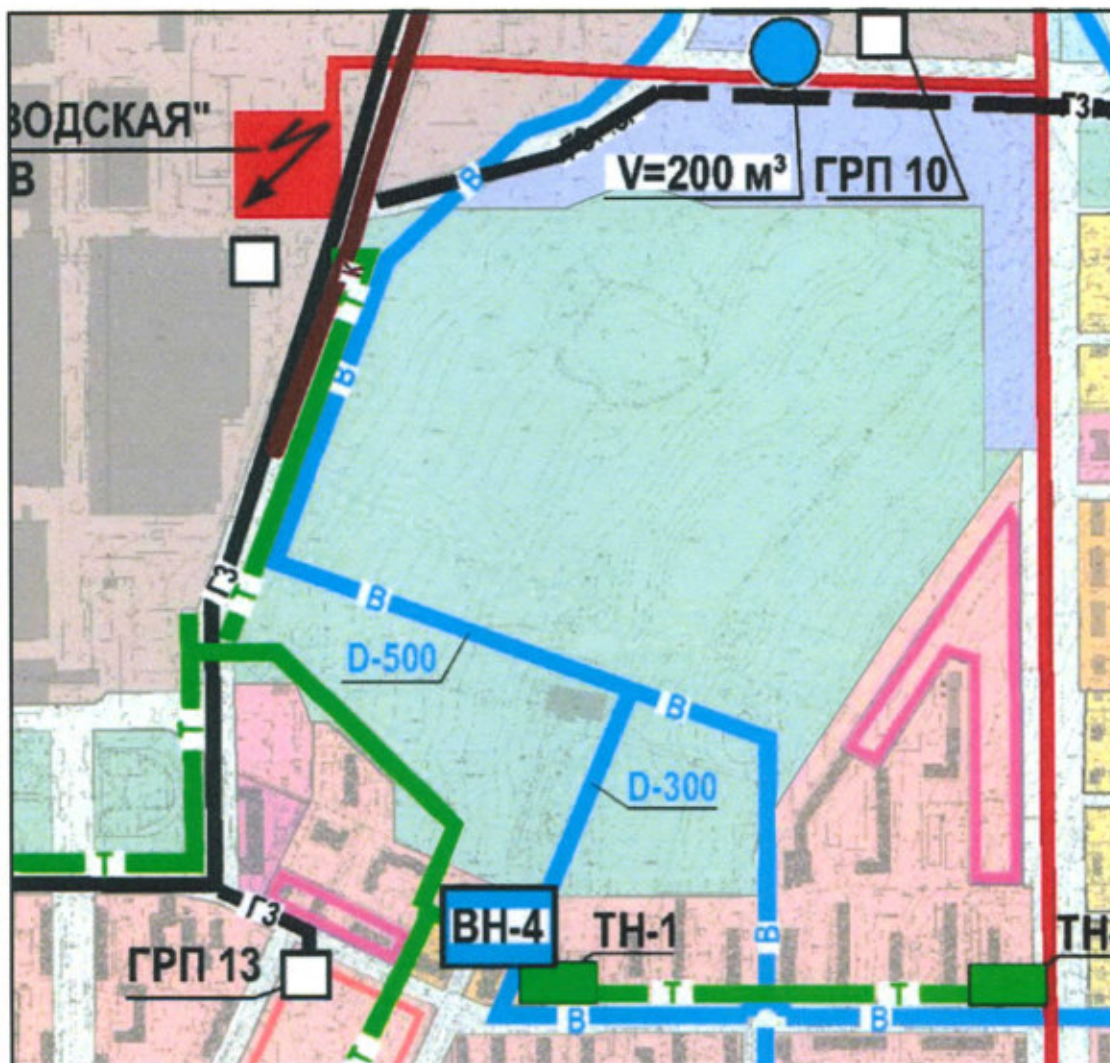 ВОДСКАЯ"
В
Г3
V=200 м³
ГРП 10
В
К
Т
В
Г3
Т
В
D-500
В
Т
D-300
Т
ВН-4
ТН-1
ТН
Г3
В
ГРП 13
Т
Т
В
В
Т